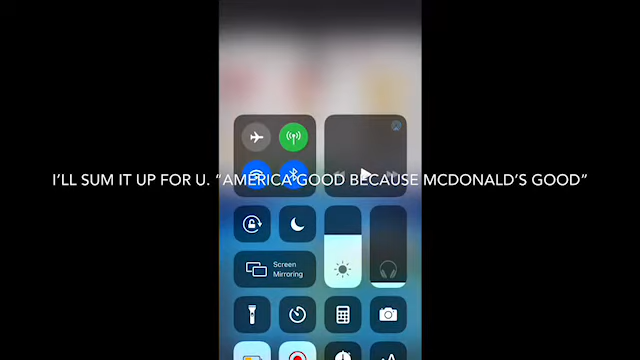 I'LL SUM IT UP FOR U. "AMERICA GOOD BECAUSE MCDONALD'S GOOD"
Screen
Mirroring